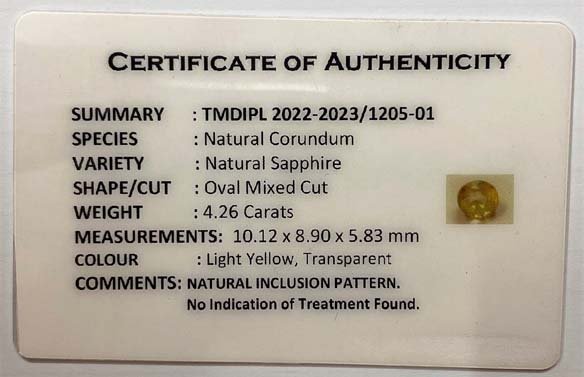 CERTIFICATE OF AUTHENTICITY
SUMMARY : TMDIPL 2022-2023/1205-01
SPECIES : Natural Corundum
VARIETY : Natural Sapphire
SHAPE/CUT : Oval Mixed Cut
WEIGHT : 4.26 Carats
MEASUREMENTS: 10.12 x 8.90 x 5.83 mm
COLOUR : Light Yellow, Transparent
COMMENTS: NATURAL INCLUSION PATTERN.
No Indication of Treatment Found.